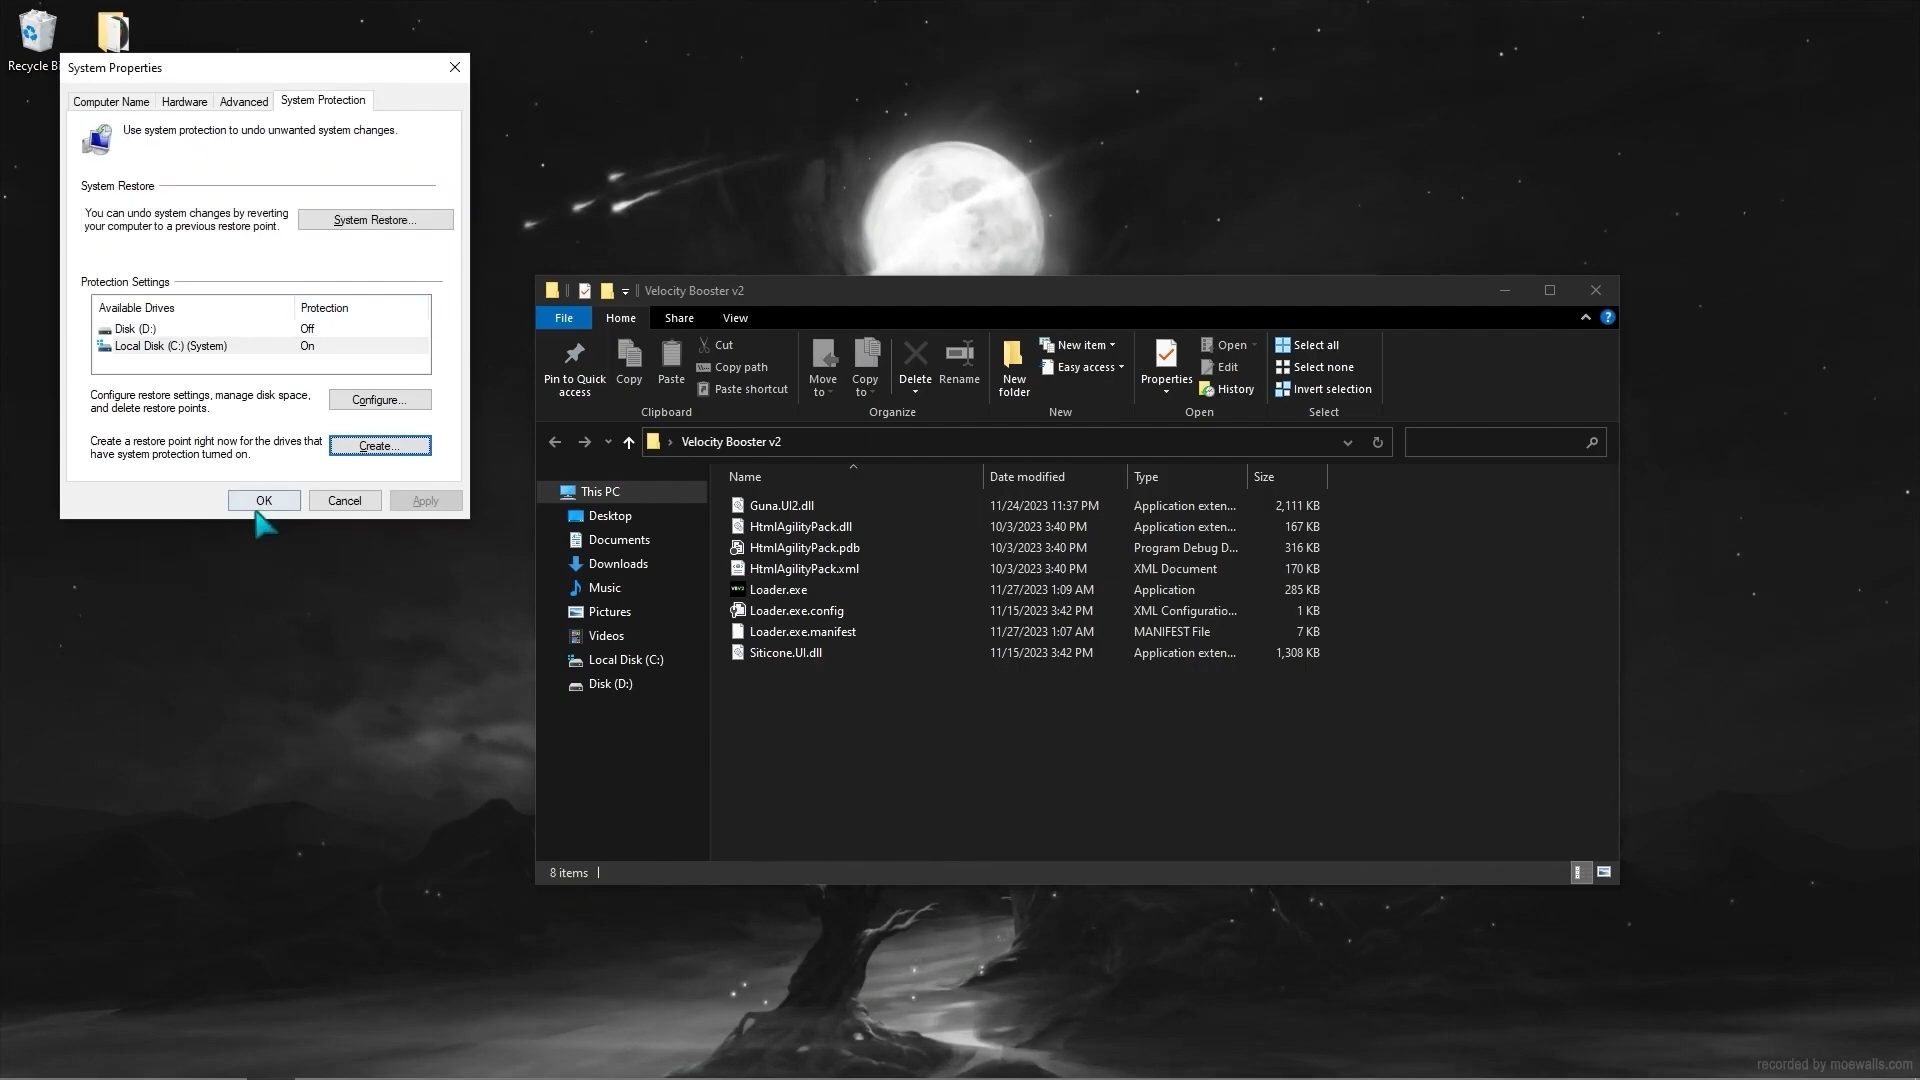 Recycle Bi
System Properties
Computer Name
Hardware
Advanced
System Protection
Use system protection to undo unwanted system changes.
System Restore
You can undo system changes by reverting
your computer to a previous restore point.
System Restore...
Protection Settings
Available Drives
Protection
Disk (D:)
Off
Local Disk (C:) (System)
On
Configure restore settings, manage disk space,
and delete restore points.
Configure...
Create a restore point right now for the drives that
have system protection turned on.
Create...
OK
Cancel
Apply
Velocity Booster v2
File
Home
Share
View
Pin to Quick
access
Copy
Paste
Cut
Copy path
Paste shortcut
Clipboard
Move
to
Copy
to
Delete
Rename
Organize
New
folder
New item
Easy access
New
Properties
Open
Edit
History
Open
Select all
Select none
Invert selection
Select
Velocity Booster v2
This PC
Desktop
Documents
Downloads
Music
Pictures
Videos
Local Disk (C:)
Disk (D:)
Name
Date modified
Type
Size
Guna.UI2.dll
11/24/2023 11:37 PM
Application exten...
2,111 KB
HtmlAgilityPack.dll
10/3/2023 3:40 PM
Application exten...
167 KB
HtmlAgilityPack.pdb
10/3/2023 3:40 PM
Program Debug D...
316 KB
HtmlAgilityPack.xml
10/3/2023 3:40 PM
XML Document
170 KB
Loader.exe
11/27/2023 1:09 AM
Application
285 KB
Loader.exe.config
11/15/2023 3:42 PM
XML Configuratio...
1 KB
Loader.exe.manifest
11/27/2023 1:07 AM
MANIFEST File
7 KB
Siticone.UI.dll
11/15/2023 3:42 PM
Application exten...
1,308 KB
8 items
recorded by moewalls.com